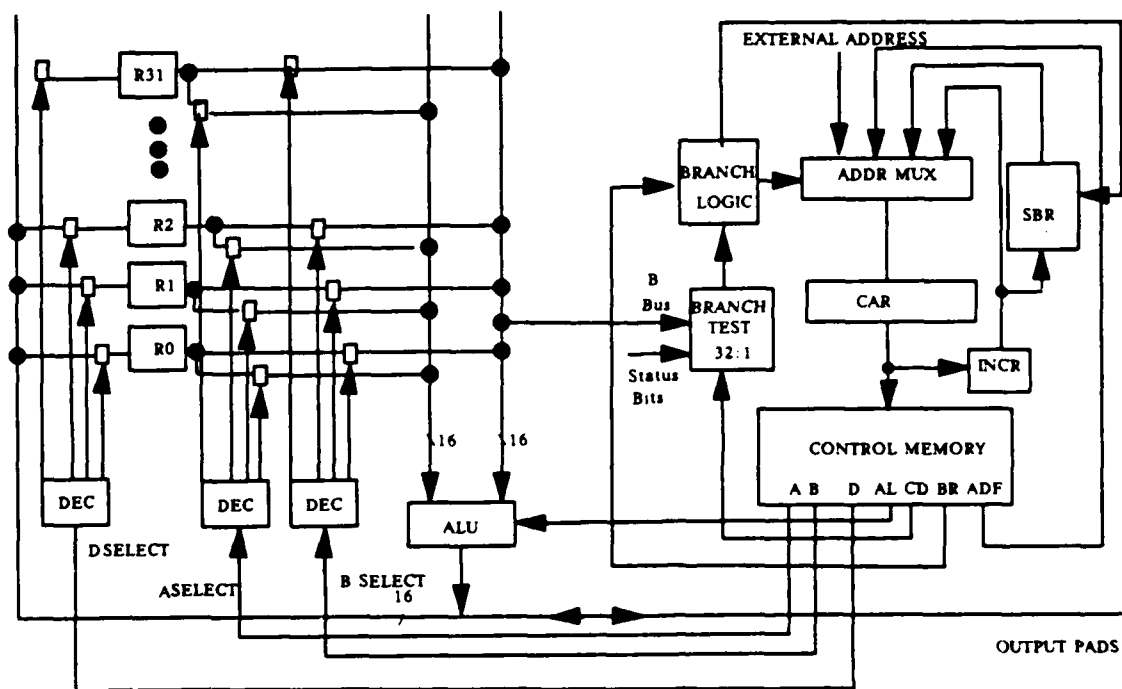 EXTERNAL ADDRESS
R31
BRANCH
LOGIC
ADDR MUX
SBR
R2
R1
B
Bus
BRANCH
TEST
32:1
CAR
R0
Status
Bits
INCR
16
16
CONTROL MEMORY
A B D AL CD BR ADF
DEC
DEC
DEC
ALU
DSELECT
ASELECT
B SELECT
16
OUTPUT PADS